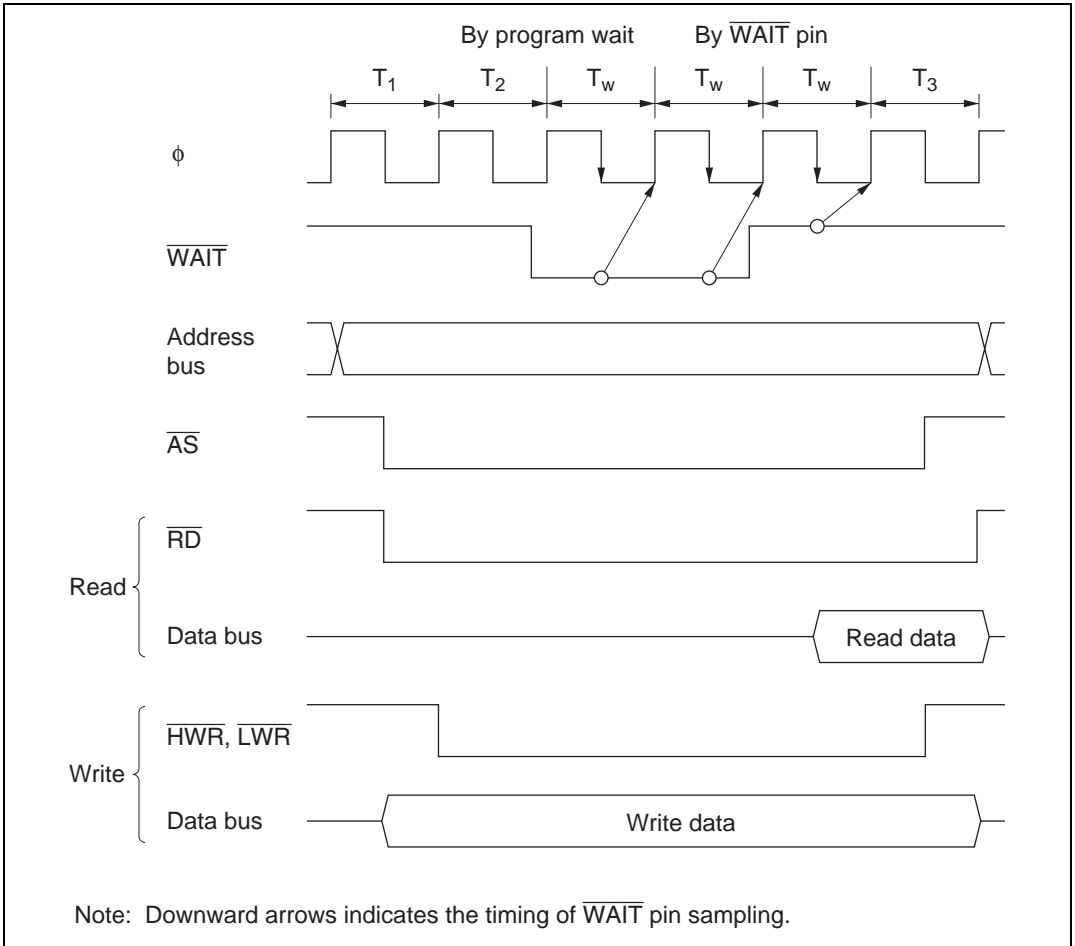 By program wait By WAIT pin
T1 T2 Tw Tw Tw T3
ϕ
WAIT
Address
bus
AS
RD
Read
Data bus
Read data
HWR, LWR
Write
Data bus
Write data
Note: Downward arrows indicates the timing of WAIT pin sampling.